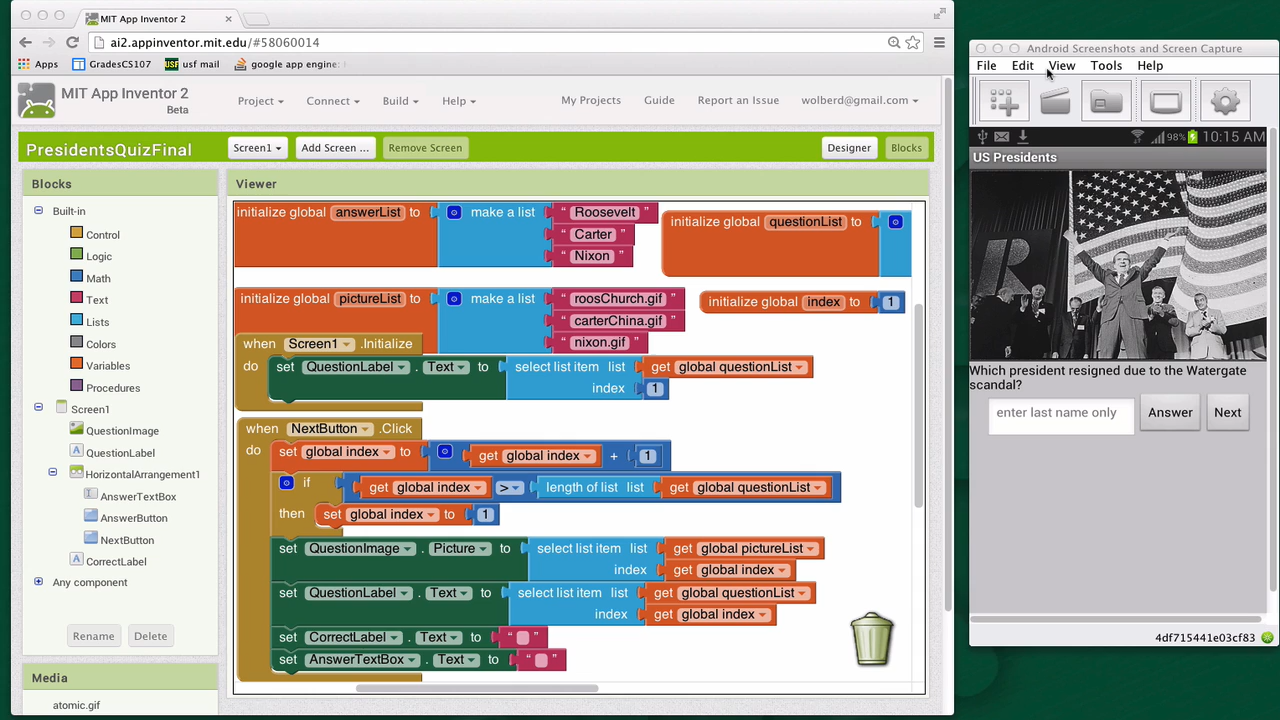 MIT App Inventor 2
ai2.appinventor.mit.edu/#58060014
Apps GradesCS107 USF usf mail google app engine:
MIT App Inventor 2
Beta
Project Connect Build Help My Projects Guide Report an Issue wolberd@gmail.com
PresidentsQuizFinal Screen1 Add Screen ... Remove Screen Designer Blocks
Blocks
Built-in
Control
Logic
Math
Text
Lists
Colors
Variables
Procedures
Screen1
QuestionImage
QuestionLabel
HorizontalArrangement1
AnswerTextBox
AnswerButton
NextButton
CorrectLabel
Any component
Rename Delete
Media
atomic.gif
Viewer
initialize global answerList to make a list " Roosevelt "
" Carter "
" Nixon "
initialize global questionList to
initialize global pictureList to make a list " roosChurch.gif "
" carterChina.gif "
" nixon.gif "
initialize global index to 1
when Screen1 .Initialize
do set QuestionLabel . Text to select list item list get global questionList
index 1
when NextButton .Click
do set global index to get global index + 1
if get global index > length of list list get global questionList
then set global index to 1
set QuestionImage . Picture to select list item list get global pictureList
index get global index
set QuestionLabel . Text to select list item list get global questionList
index get global index
set CorrectLabel . Text to " "
set AnswerTextBox . Text to " "
Android Screenshots and Screen Capture
File Edit View Tools Help
98% 10:15 AM
US Presidents
R
Which president resigned due to the Watergate
scandal?
enter last name only Answer Next
4df715441e03cf83